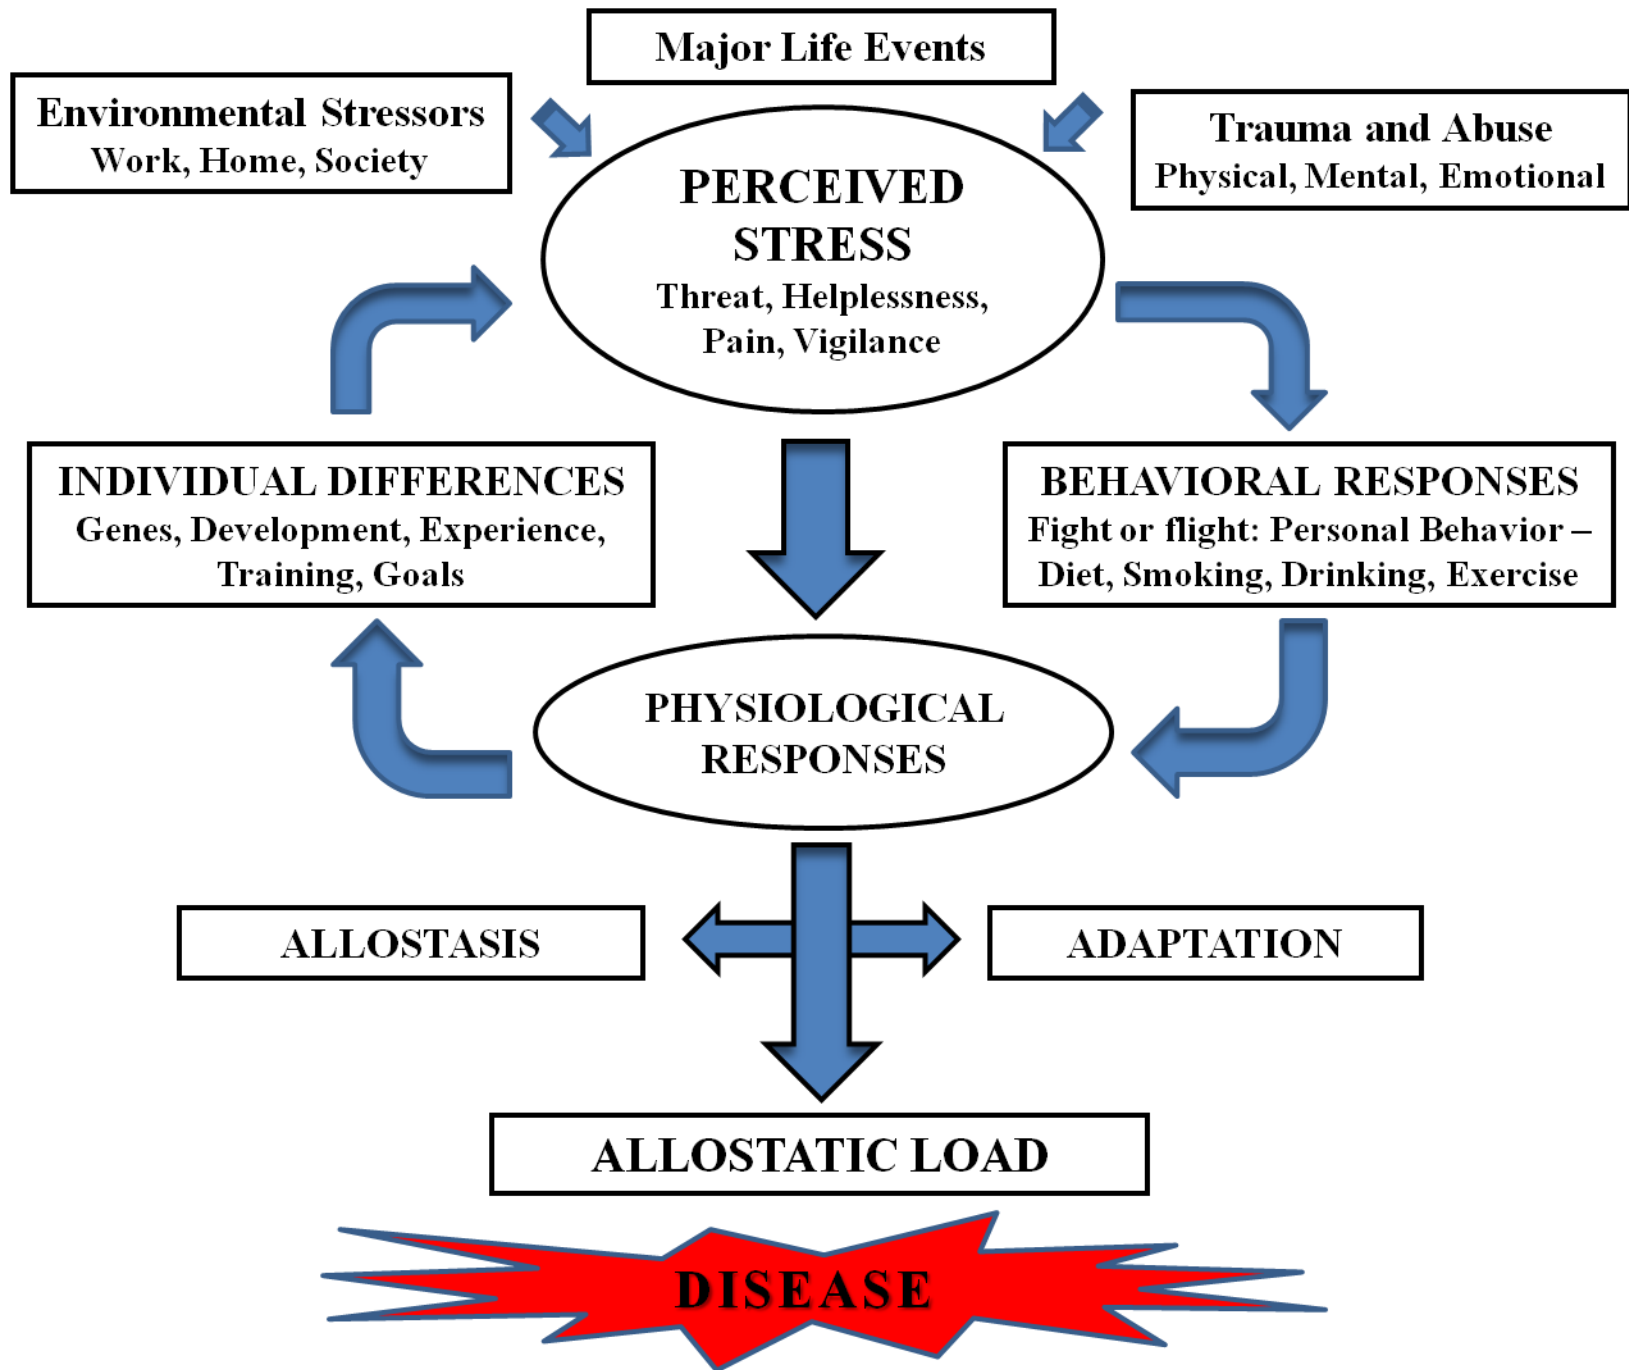 Major Life Events
Environmental Stressors
Work, Home, Society
Trauma and Abuse
Physical, Mental, Emotional
PERCEIVED
STRESS
Threat, Helplessness,
Pain, Vigilance
INDIVIDUAL DIFFERENCES
Genes, Development, Experience,
Training, Goals
BEHAVIORAL RESPONSES
Fight or flight: Personal Behavior –
Diet, Smoking, Drinking, Exercise
PHYSIOLOGICAL
RESPONSES
ALLOSTASIS
ADAPTATION
ALLOSTATIC LOAD
DISEASE